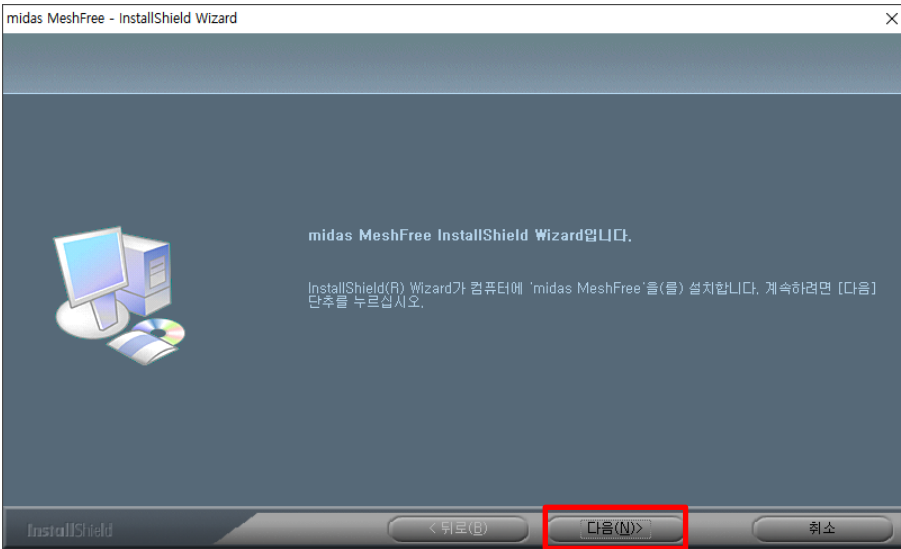 midas MeshFree - InstallShield Wizard
midas MeshFree InstallShield Wizard입니다.
InstallShield(R) Wizard가 컴퓨터에 'midas MeshFree'을(를) 설치합니다. 계속하려면 [다음]
단추를 누르십시오.
InstallShield
< 뒤로(B)
다음(N)>
취소